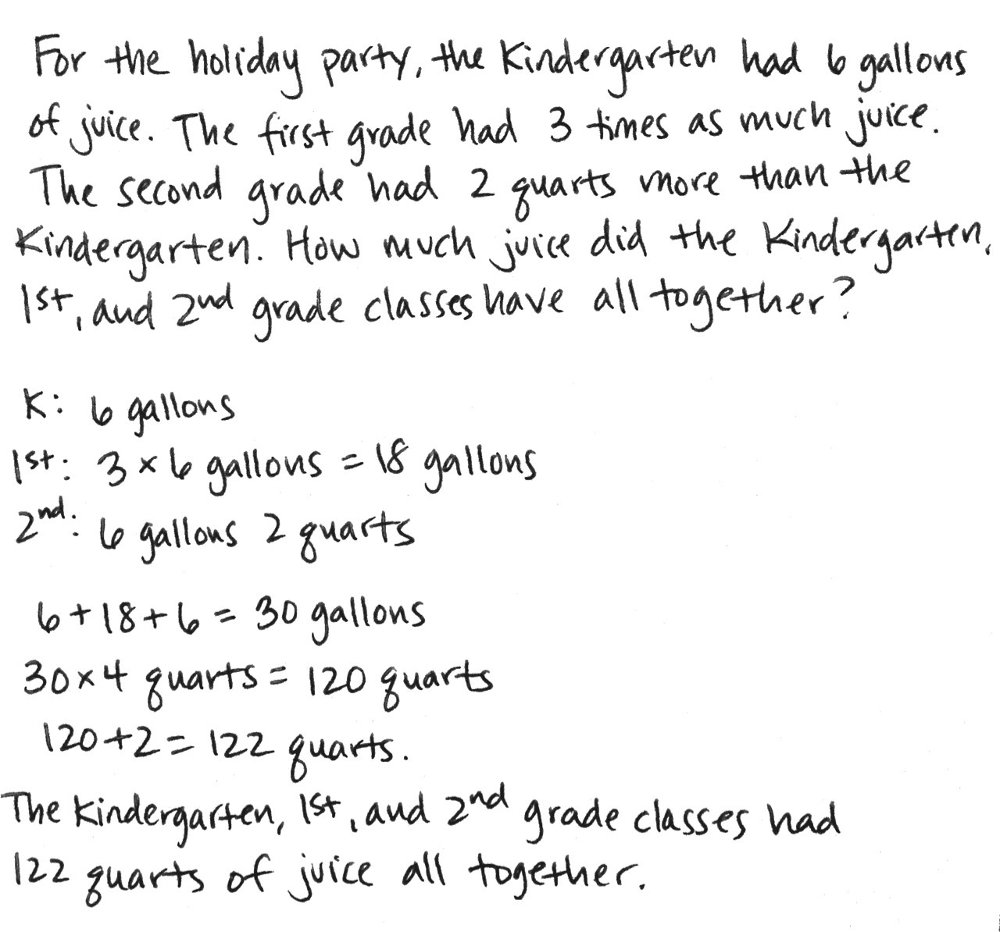 For the holiday party, the Kindergarten had 6 gallons
of juice. The first grade had 3 times as much juice.
The second grade had 2 quarts more than the
Kindergarten. How much juice did the Kindergarten,
1st, and 2nd grade classes have all together?
K: 6 gallons
1st: 3 × 6 gallons = 18 gallons
2nd: 6 gallons 2 quarts
6 + 18 + 6 = 30 gallons
30 × 4 quarts = 120 quarts
120 + 2 = 122 quarts.
The Kindergarten, 1st, and 2nd grade classes had
122 quarts of juice all together.